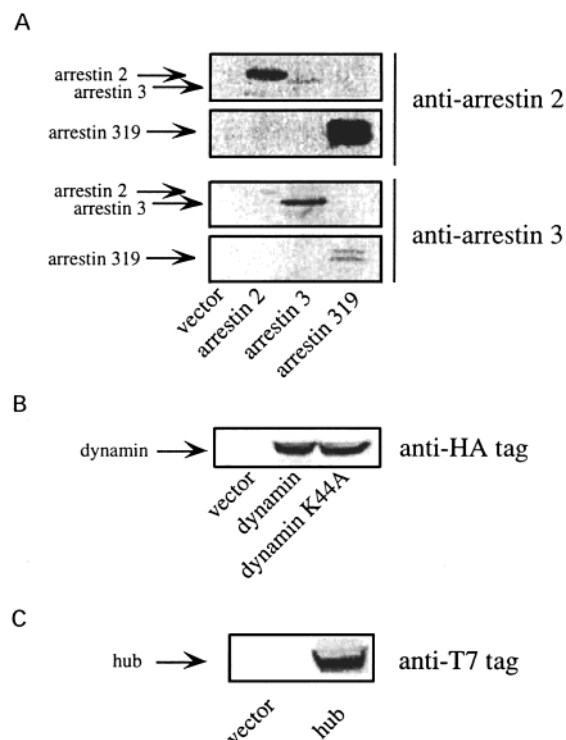 A
arrestin 2
arrestin 3
anti-arrestin 2
arrestin 319
arrestin 2
arrestin 3
anti-arrestin 3
arrestin 319
vector
arrestin 2
arrestin 3
arrestin 319
B
dynamin
anti-HA tag
vector
dynamin
dynamin K44A
C
hub
anti-T7 tag
vector
hub